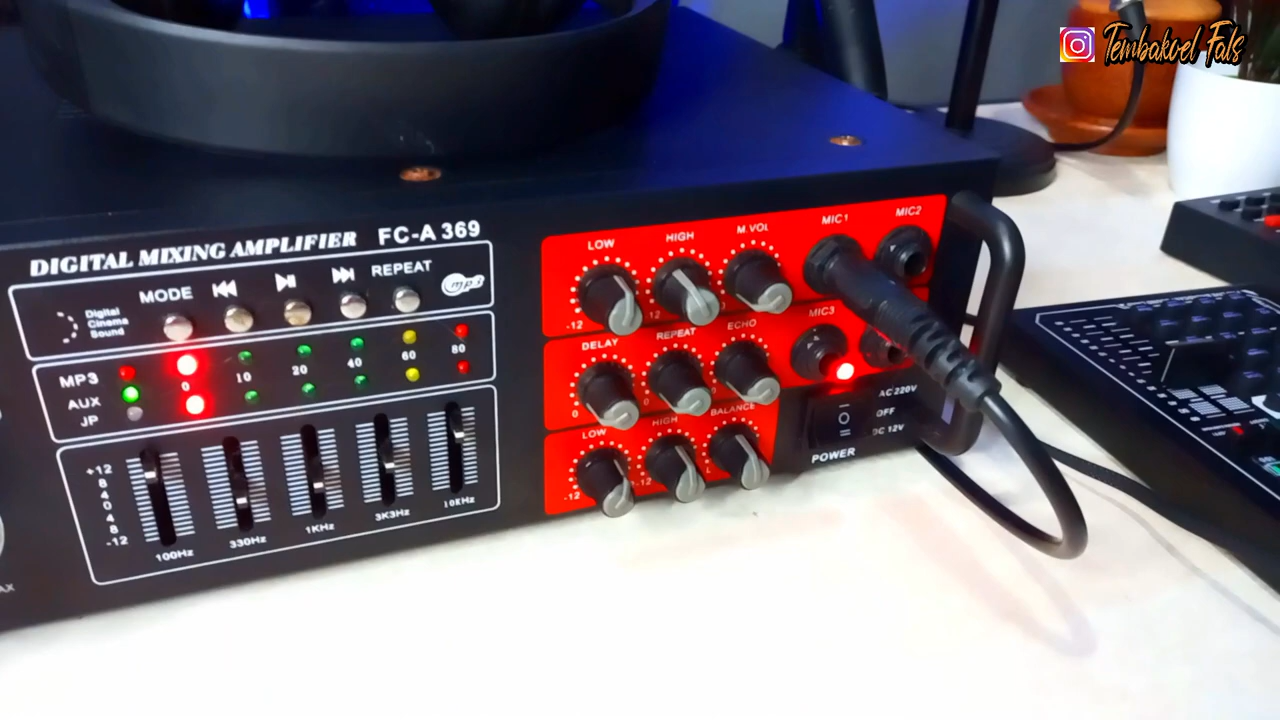 Tembakoel Fals
DIGITAL MIXING AMPLIFIER FC-A 369
MODE REPEAT
mp3
Digital
Cinema
Sound
MP3
AUX
JP
0 10 20 40 60 80
+12
8
4
0
4
8
-12
100Hz 330Hz 1KHz 3K3Hz 10KHz
LOW HIGH M.VOL MIC1 MIC2
-12 12
DELAY REPEAT ECHO MIC3
0 0
LOW HIGH BALANCE
-12 -12 L
AC 220V
OFF
DC 12V
POWER